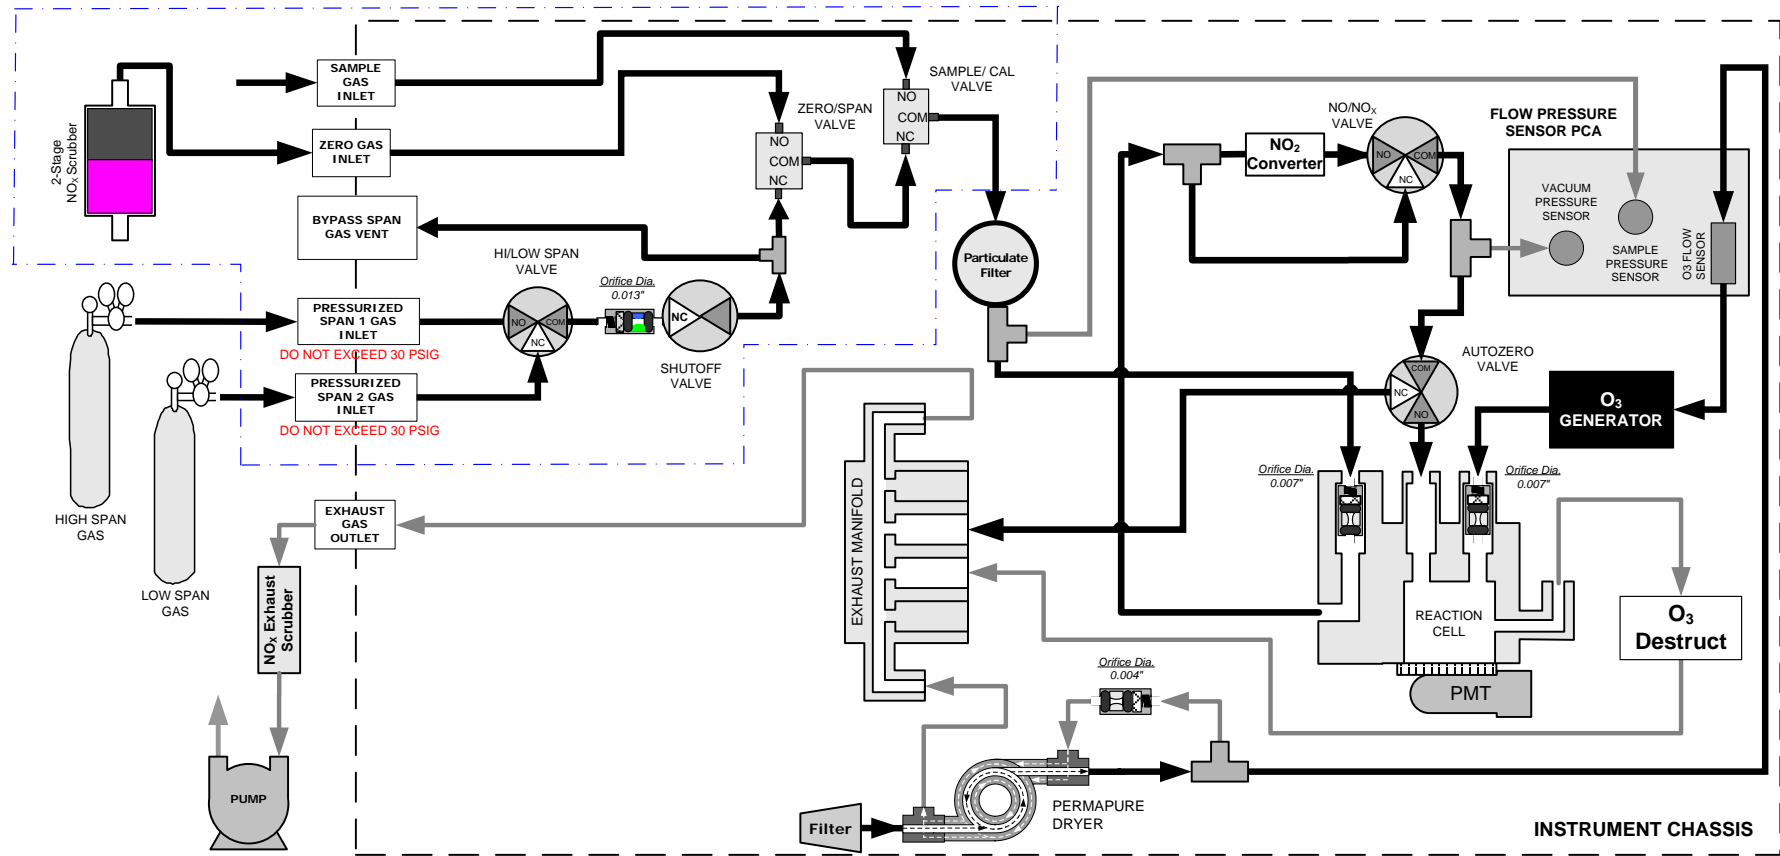 SAMPLE
GAS
INLET
2-Stage
NOx Scrubber
ZERO GAS
INLET
BYPASS SPAN
GAS VENT
ZERO/SPAN
VALVE
NO
COM
NC
SAMPLE/ CAL
VALVE
NO
COM
NC
HI/LOW SPAN
VALVE
NO
COM
NC
Orifice Dia.
0.013"
NC
SHUTOFF
VALVE
PRESSURIZED
SPAN 1 GAS
INLET
DO NOT EXCEED 30 PSIG
PRESSURIZED
SPAN 2 GAS
INLET
DO NOT EXCEED 30 PSIG
HIGH SPAN
GAS
LOW SPAN
GAS
EXHAUST
GAS
OUTLET
NOx Exhaust
Scrubber
PUMP
Particulate
Filter
NO2
Converter
NO/NOx
VALVE
NO
COM
NC
FLOW PRESSURE
SENSOR PCA
VACUUM
PRESSURE
SENSOR
SAMPLE
PRESSURE
SENSOR
O3 FLOW
SENSOR
AUTOZERO
VALVE
COM
NC
NO
O3
GENERATOR
Orifice Dia.
0.007"
Orifice Dia.
0.007"
EXHAUST MANIFOLD
REACTION
CELL
PMT
O3
Destruct
Orifice Dia.
0.004"
Filter
PERMAPURE
DRYER
INSTRUMENT CHASSIS